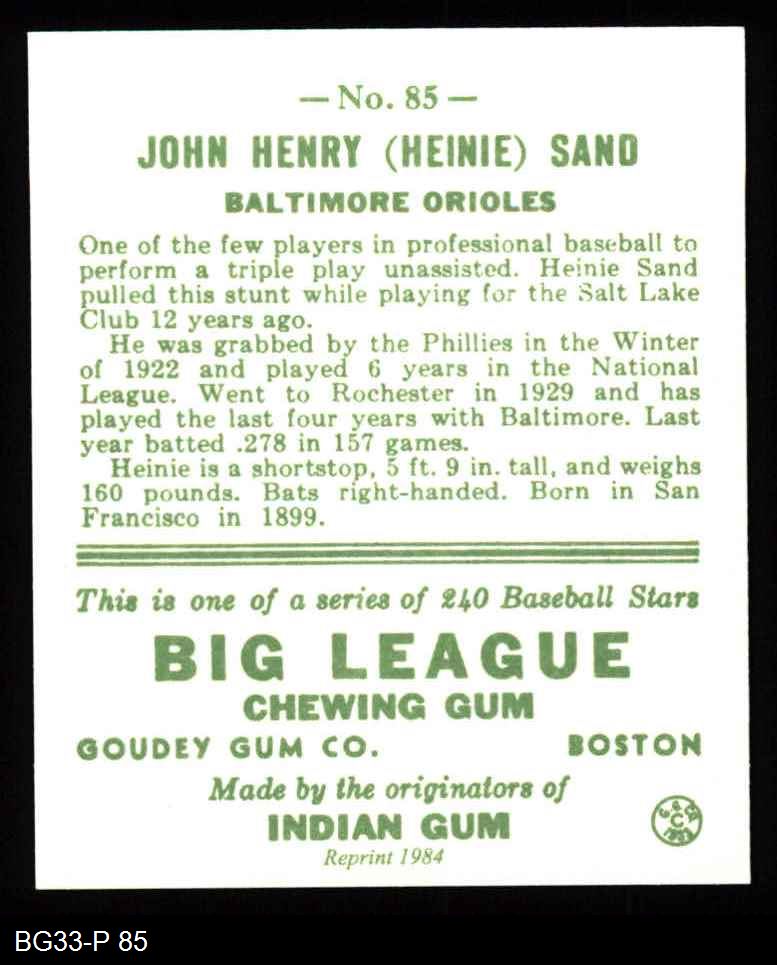 — No. 85 —
JOHN HENRY (HEINIE) SAND
BALTIMORE ORIOLES
One of the few players in professional baseball to
perform a triple play unassisted. Heinie Sand
pulled this stunt while playing for the Salt Lake
Club 12 years ago.
He was grabbed by the Phillies in the Winter
of 1922 and played 6 years in the National
League. Went to Rochester in 1929 and has
played the last four years with Baltimore. Last
year batted .278 in 157 games.
Heinie is a shortstop, 5 ft. 9 in. tall, and weighs
160 pounds. Bats right-handed. Born in San
Francisco in 1899.
This is one of a series of 240 Baseball Stars
BIG LEAGUE
CHEWING GUM
GOUDEY GUM CO. BOSTON
Made by the originators of
INDIAN GUM
Reprint 1984
BG33-P 85